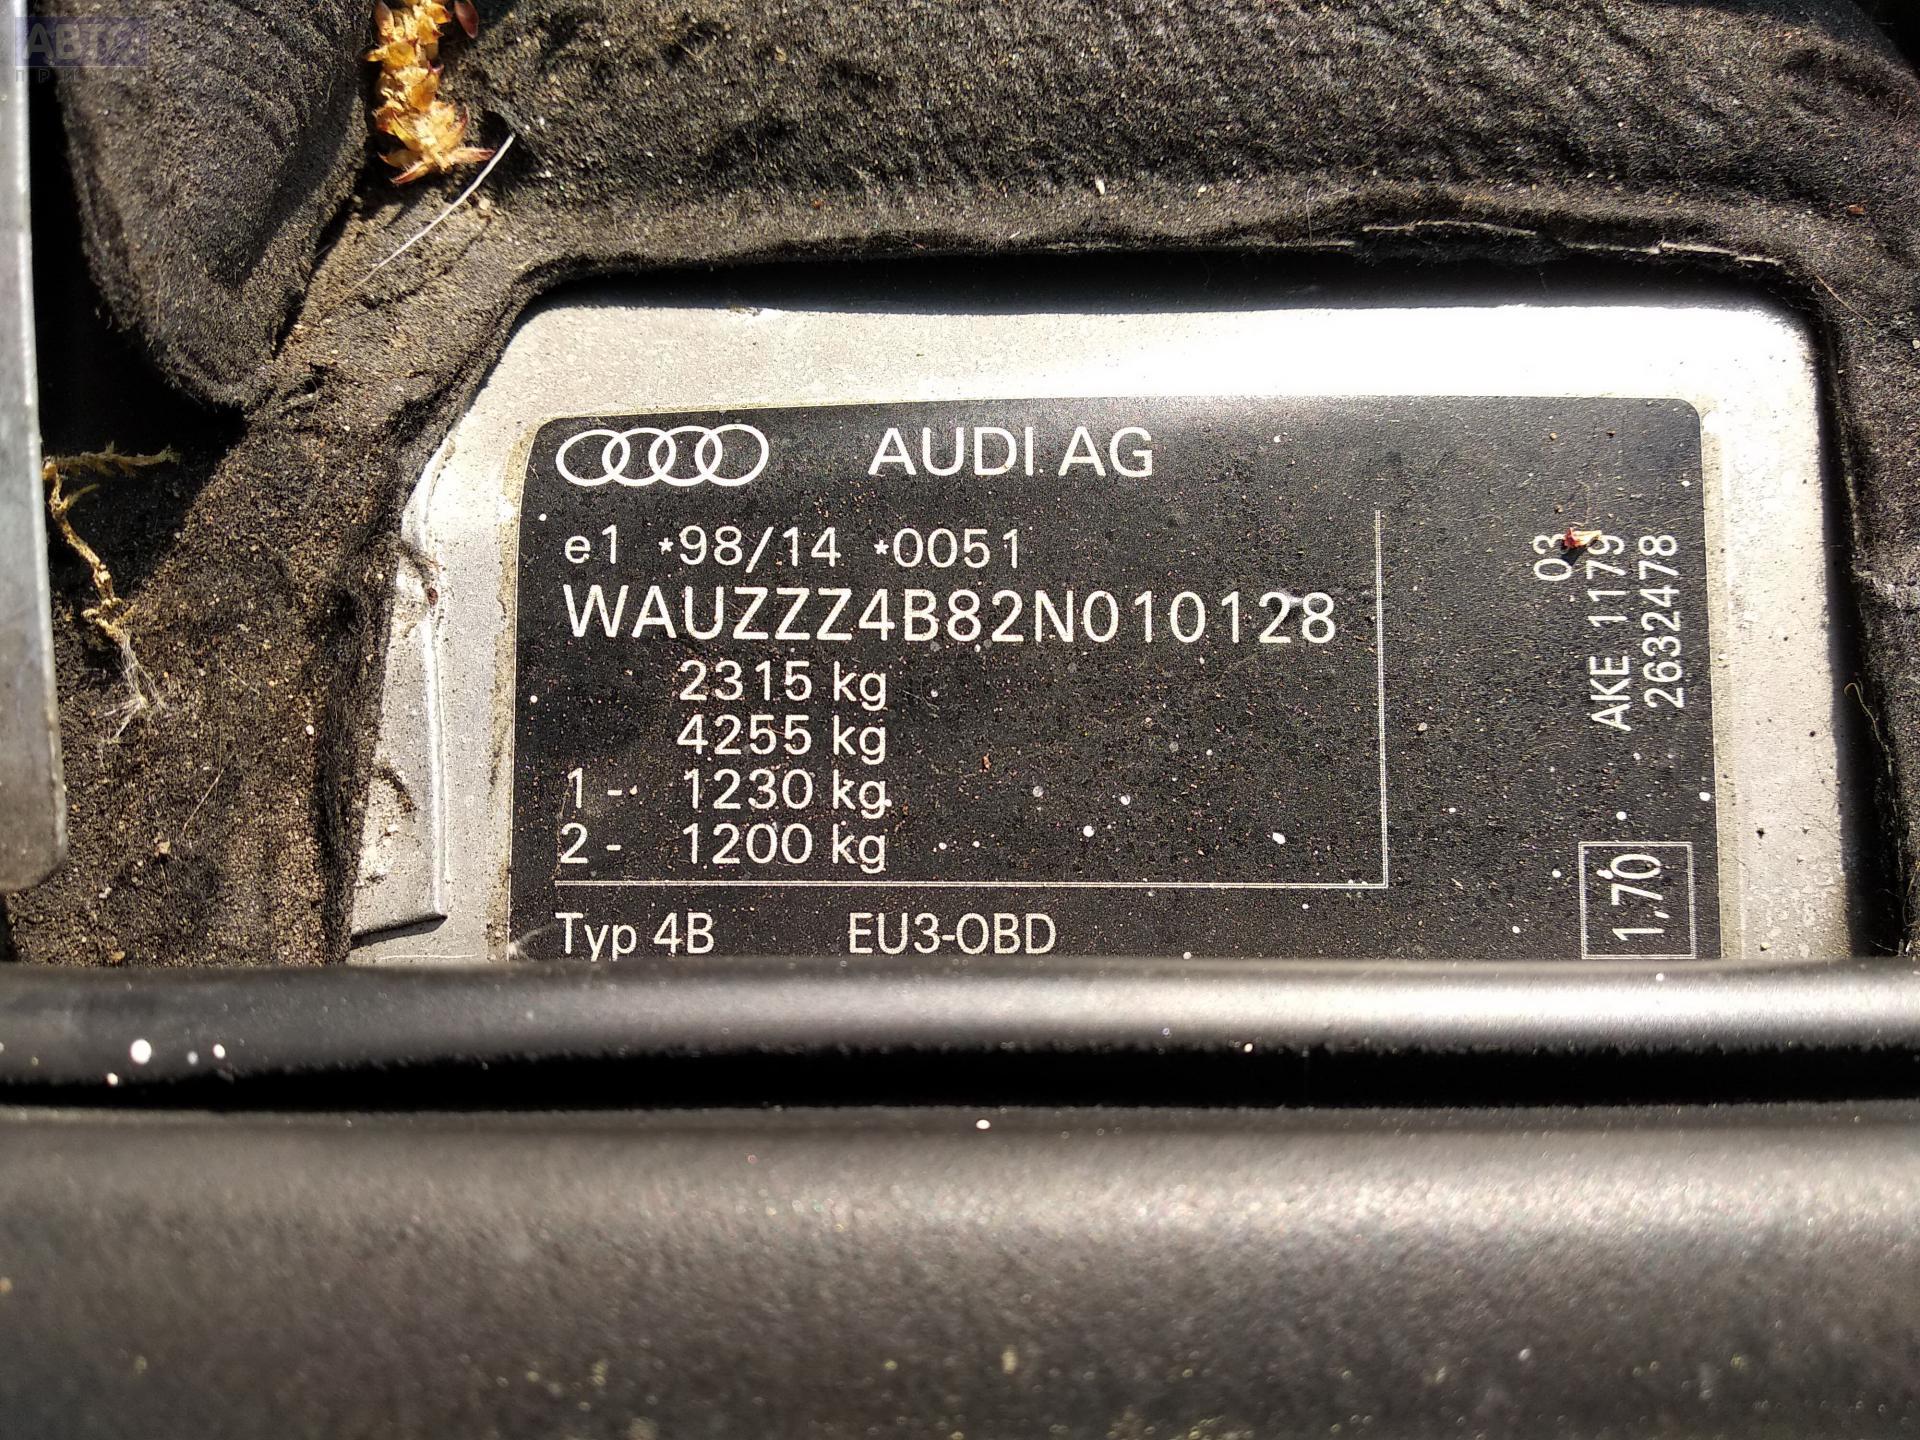 AUDI AG
e1 *98/14 *0051
WAUZZZ4B82N010128
2315 kg
4255 kg
1 - 1230 kg
2 - 1200 kg
Typ 4B EU3-OBD
03
AKE 1179
2632478
1,70